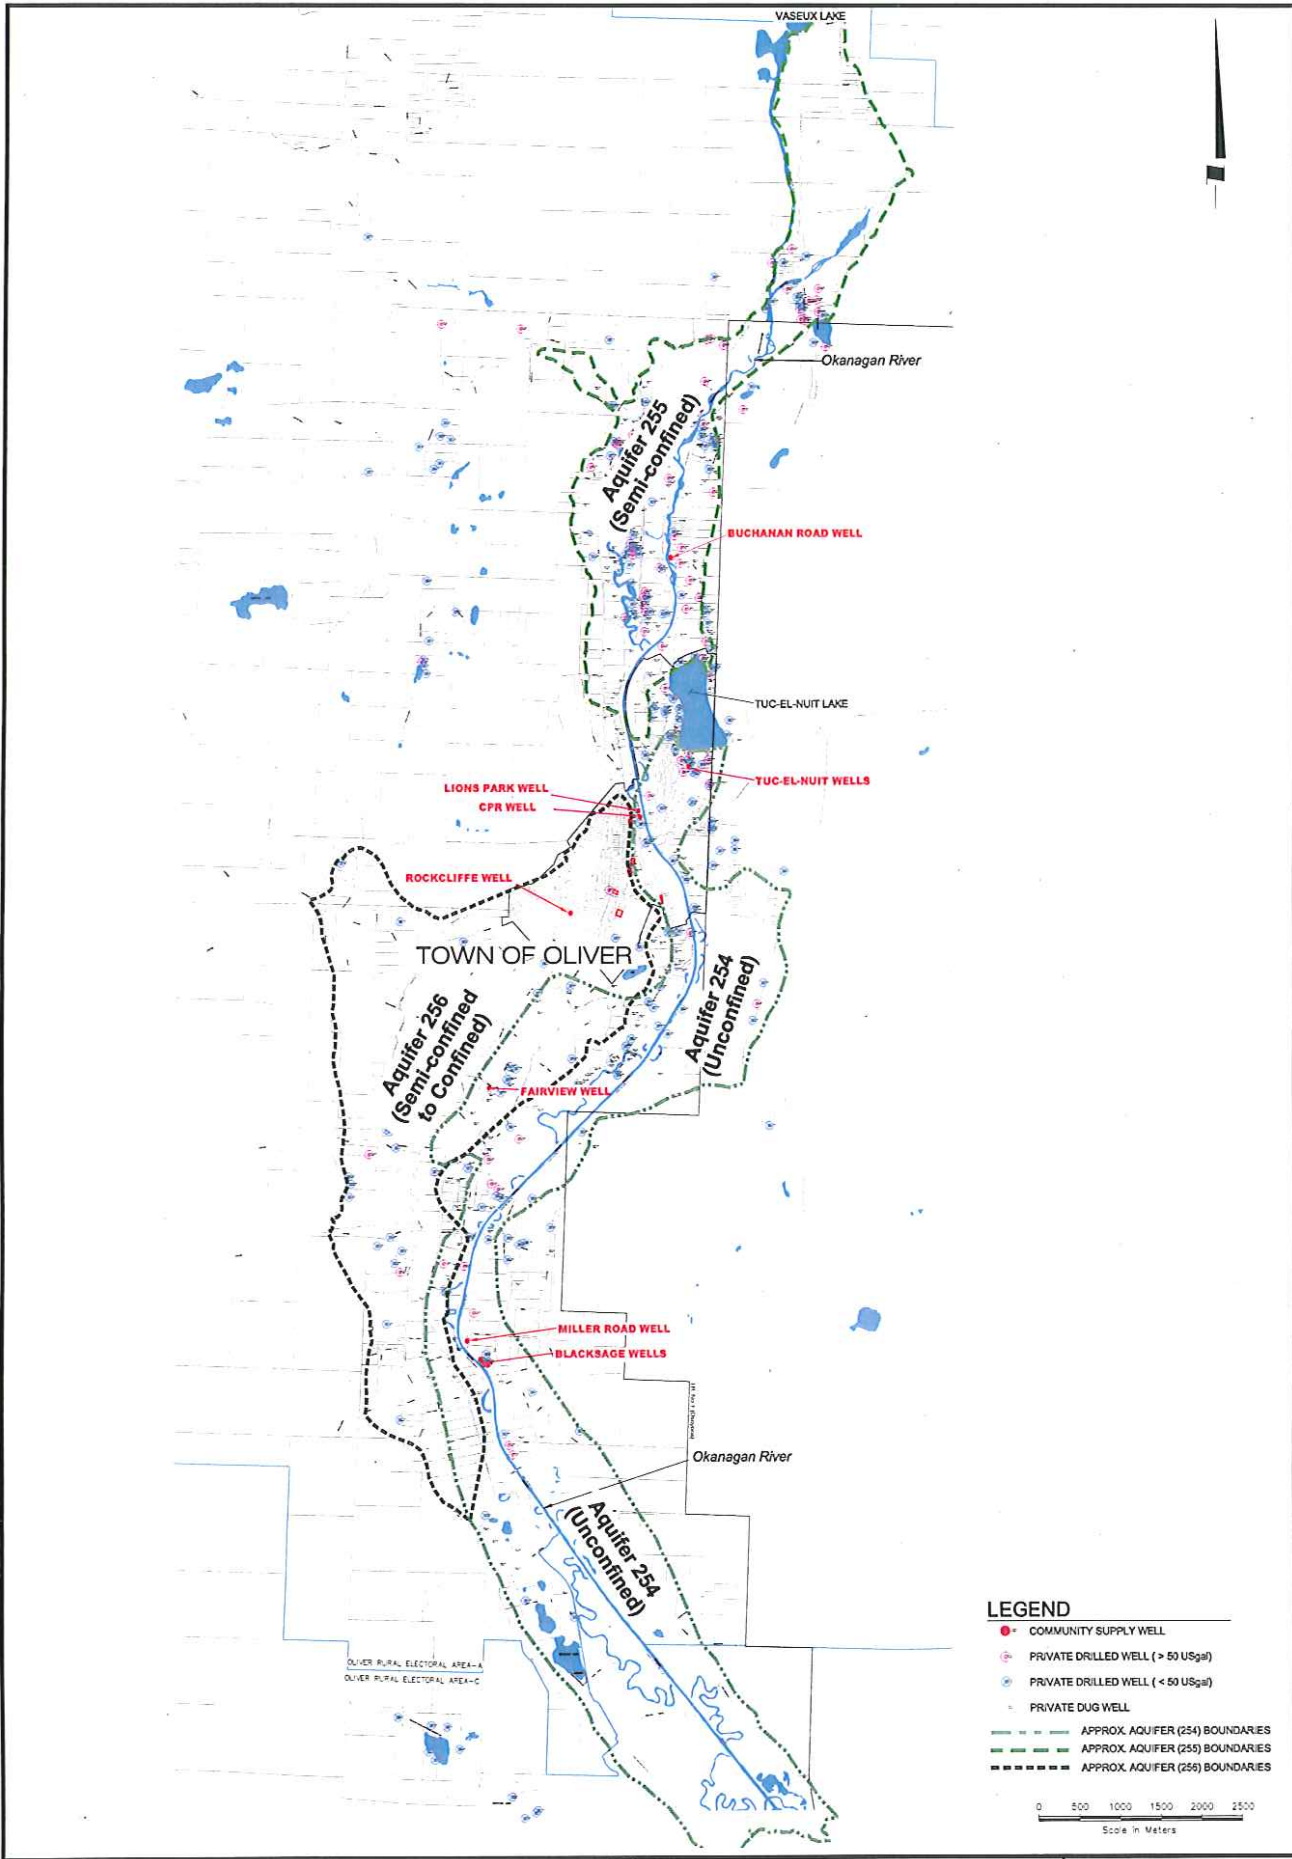 VASEUX LAKE
Okanagan River
Aquifer 255
(Semi-confined)
BUCHANAN ROAD WELL
TUC-EL-NUIT LAKE
TUC-EL-NUIT WELLS
LIONS PARK WELL
CPR WELL
ROCKCLIFFE WELL
TOWN OF OLIVER
Aquifer 254
(Unconfined)
Aquifer 256
(Semi-confined
to Confined)
FAIRVIEW WELL
MILLER ROAD WELL
BLACKSAGE WELLS
Okanagan River
Aquifer 254
(Unconfined)
OLIVER RURAL ELECTORAL AREA-A
OLIVER RURAL ELECTORAL AREA-C
LEGEND
COMMUNITY SUPPLY WELL
PRIVATE DRILLED WELL ( > 50 USgal)
PRIVATE DRILLED WELL ( < 50 USgal)
PRIVATE DUG WELL
APPROX. AQUIFER (254) BOUNDARIES
APPROX. AQUIFER (255) BOUNDARIES
APPROX. AQUIFER (256) BOUNDARIES
0 500 1000 1500 2000 2500
Scale in Meters